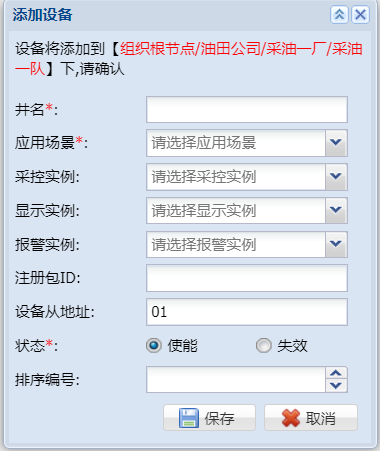 添加设备
设备将添加到【组织根节点/油田公司/采油一厂/采油
一队】下,请确认
井名*:
应用场景*: 请选择应用场景
采控实例: 请选择采控实例
显示实例: 请选择显示实例
报警实例: 请选择报警实例
注册包ID:
设备从地址: 01
状态*: 使能 失效
排序编号:
保存 取消